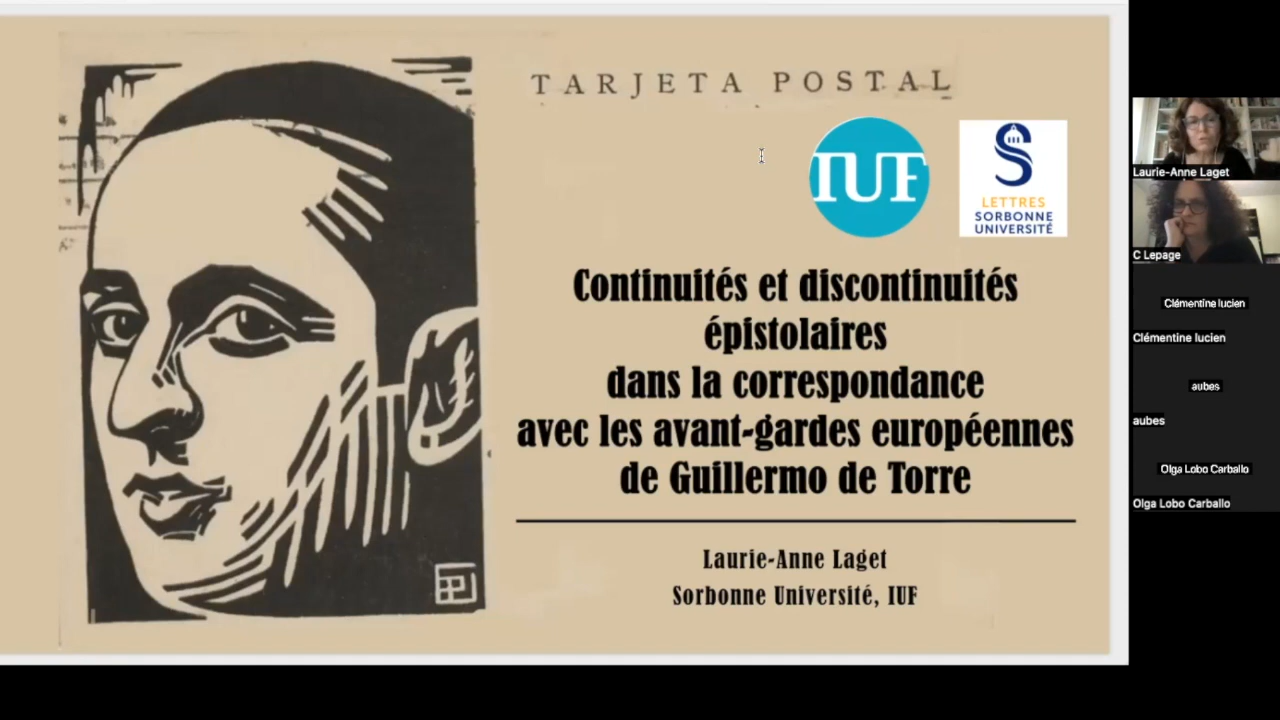 TARJETA POSTAL
IUF
LETTRES
SORBONNE
UNIVERSITÉ
Continuités et discontinuités
épistolaires
dans la correspondance
avec les avant-gardes européennes
de Guillermo de Torre
Laurie-Anne Laget
Sorbonne Université, IUF
Laurie-Anne Laget
C Lepage
Clémentine lucien
Clémentine lucien
aubes
aubes
Olga Lobo Carballo
Olga Lobo Carballo